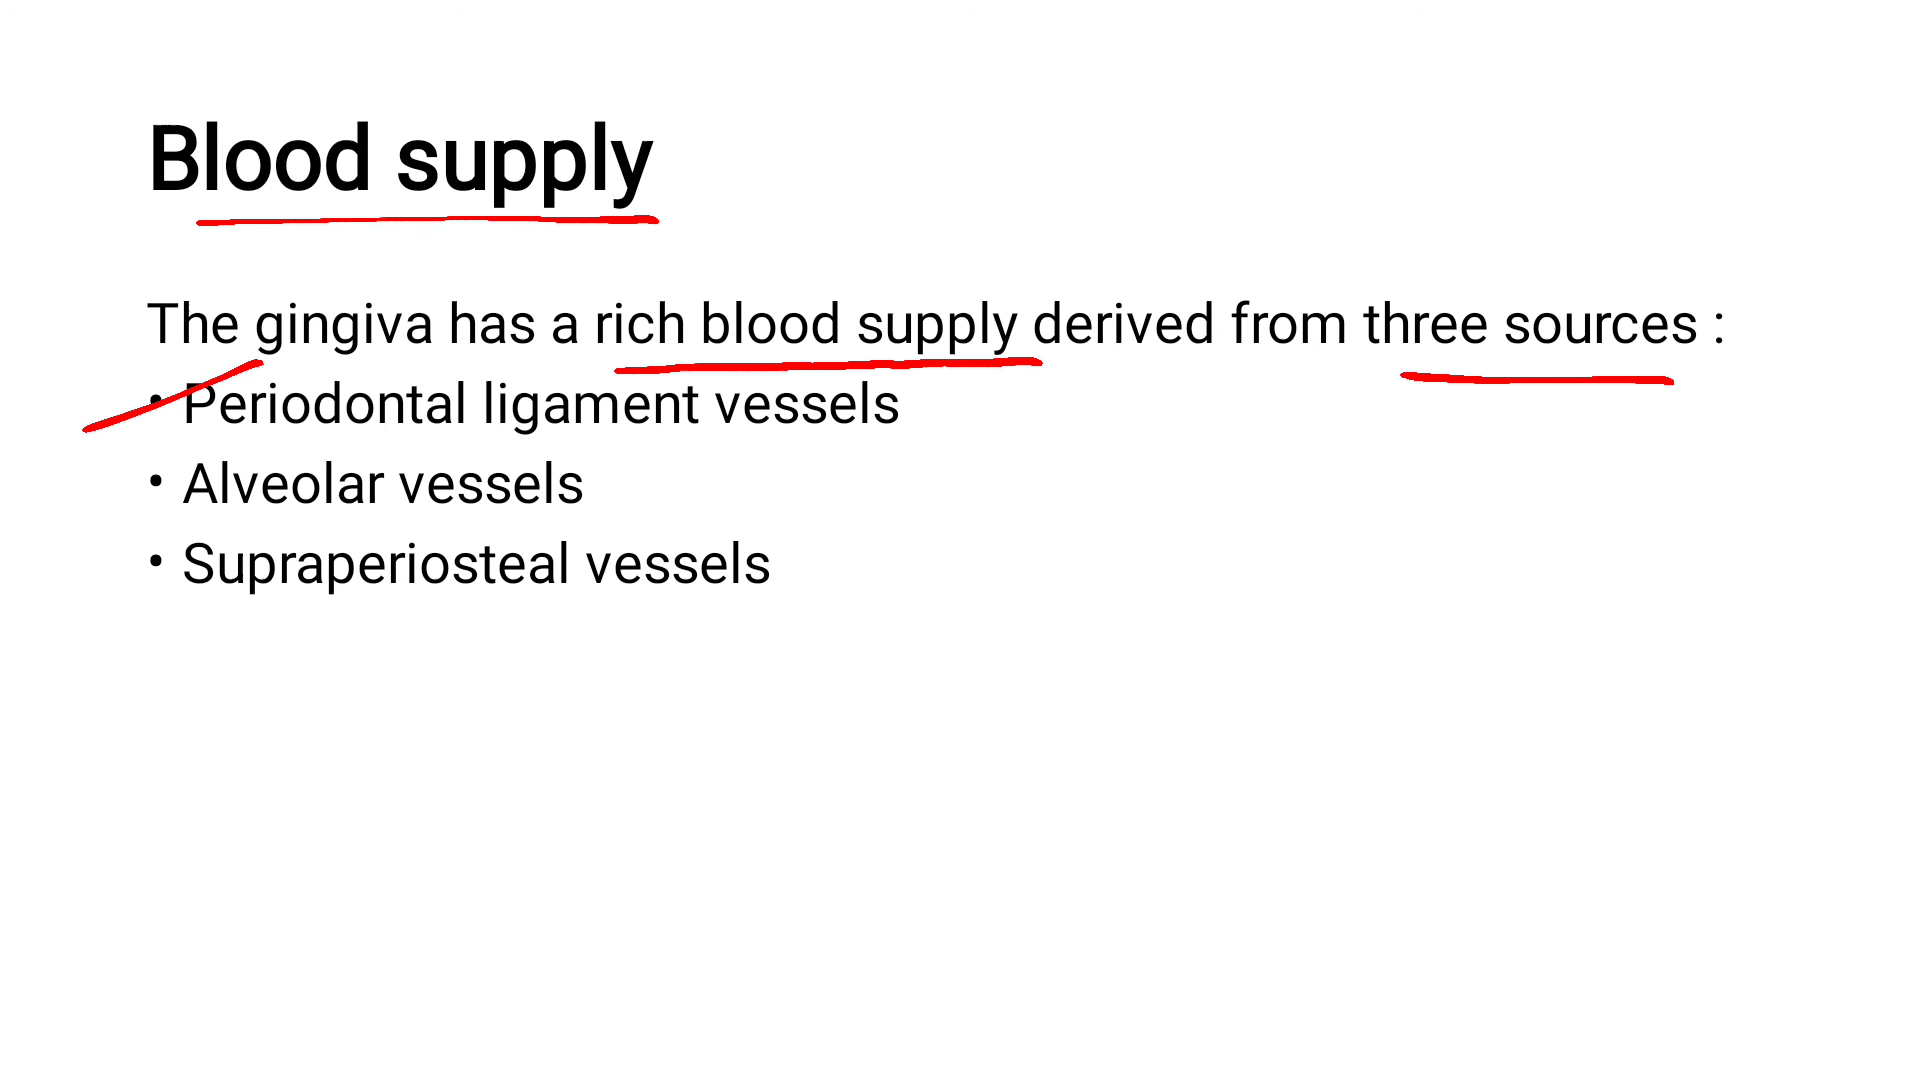 Blood supply
The gingiva has a rich blood supply derived from three sources :
• Periodontal ligament vessels
• Alveolar vessels
• Supraperiosteal vessels